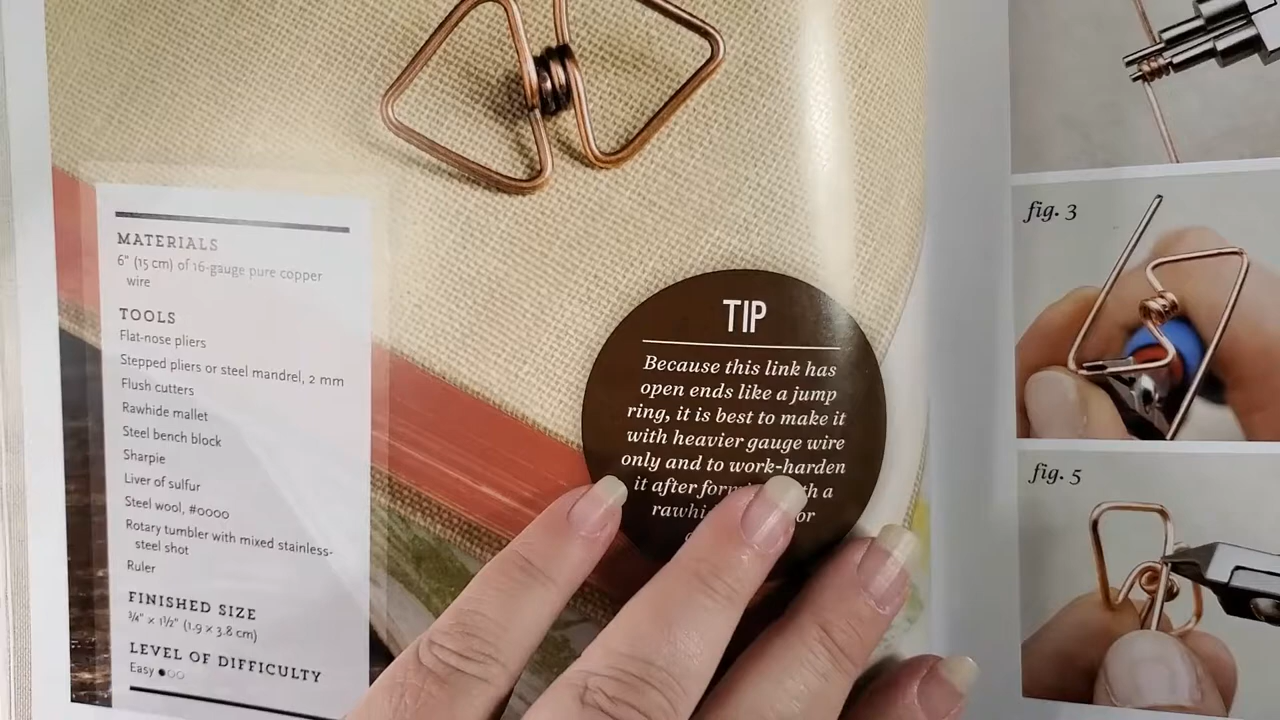 MATERIALS
6" (15 cm) of 16-gauge pure copper
wire
TOOLS
Flat-nose pliers
Stepped pliers or steel mandrel, 2 mm
Flush cutters
Rawhide mallet
Steel bench block
Sharpie
Liver of sulfur
Steel wool, #0000
Rotary tumbler with mixed stainless-
steel shot
Ruler
FINISHED SIZE
¾" × 1½" (1.9 × 3.8 cm)
LEVEL OF DIFFICULTY
Easy
TIP
Because this link has
open ends like a jump
ring, it is best to make it
with heavier gauge wire
only and to work-harden
it after a
or
fig. 3
fig. 5